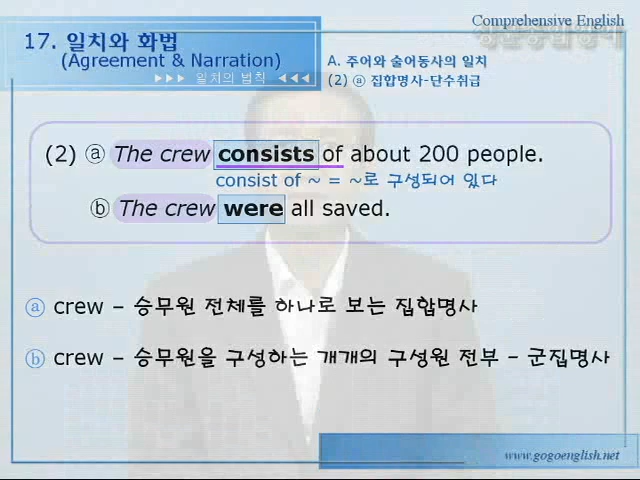 Comprehensive English
17. 일치와 화법
(Agreement & Narration)
▶▶▶ 일치의 법칙 ◀◀◀
A. 주어와 술어동사의 일치
(2) ⓐ 집합명사-단수취급
(2) ⓐ The crew consists of about 200 people.
consist of ~ = ~로 구성되어 있다
ⓑ The crew were all saved.
ⓐ crew – 승무원 전체를 하나로 보는 집합명사
ⓑ crew – 승무원을 구성하는 개개의 구성원 전부 – 군집명사
www.gogoenglish.net